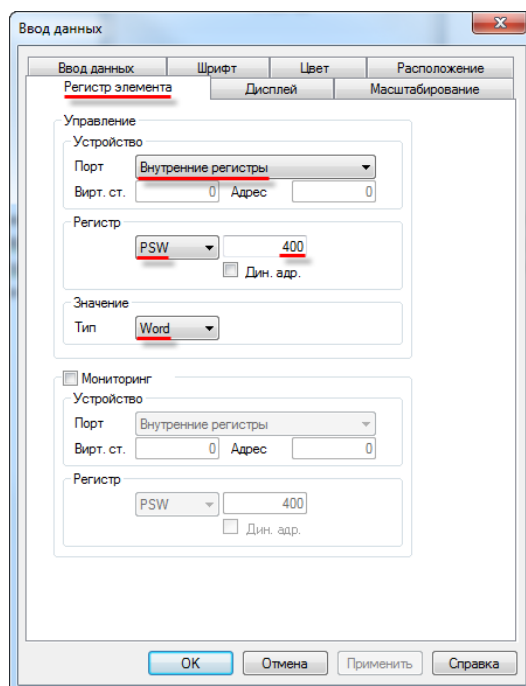 Ввод данных
Ввод данных Шрифт Цвет Расположение
Регистр элемента Дисплей Масштабирование
Управление
Устройство
Порт Внутренние регистры
Вирт. ст. 0 Адрес 0
Регистр
PSW 400
Дин. адр.
Значение
Тип Word
Мониторинг
Устройство
Порт Внутренние регистры
Вирт. ст. 0 Адрес 0
Регистр
PSW 400
Дин. адр.
OK Отмена Применить Справка